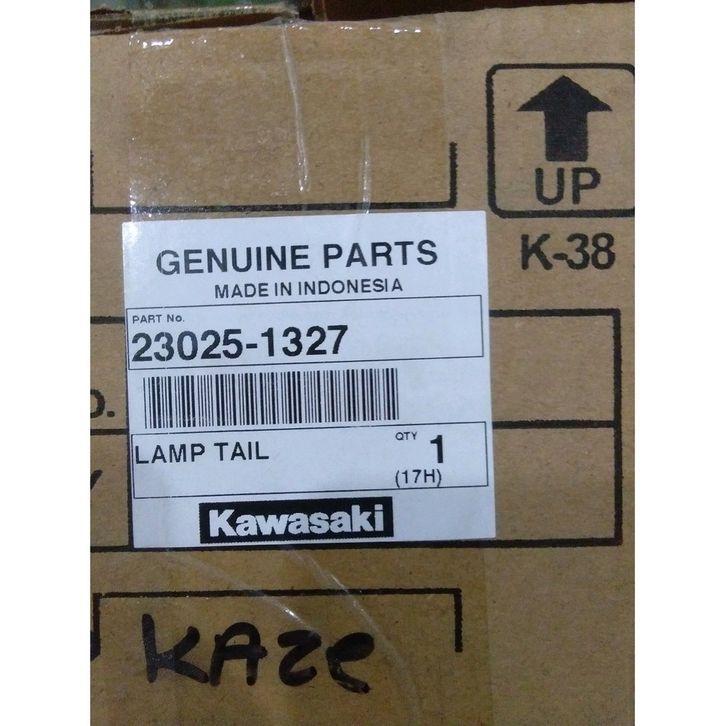 UP
K-38
GENUINE PARTS
MADE IN INDONESIA
PART No.
23025-1327
LAMP TAIL
QTY 1
(17H)
Kawasaki
KAZE